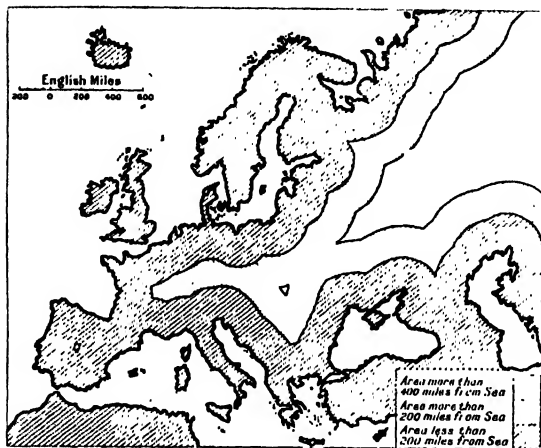 English Miles
200 0 200 400 600
Area more than
400 miles from Sea
Area more than
200 miles from Sea
Area less than
200 miles from Sea